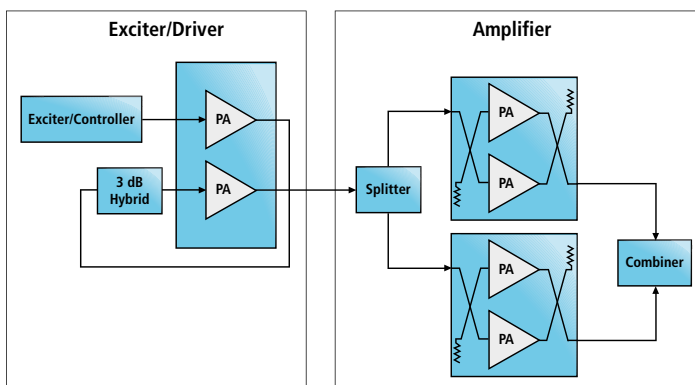 Exciter/Driver
Amplifier
Exciter/Controller
PA
3 dB
Hybrid
PA
Splitter
PA
PA
Combiner
PA
PA